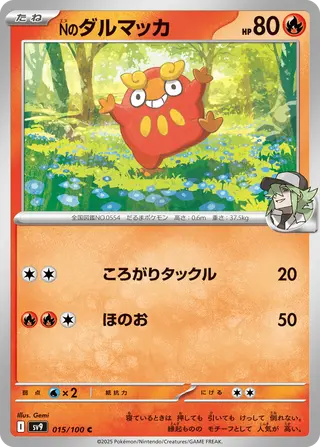 たね
Nのダルマッカ
エヌ
HP80
全国図鑑NO.0554 だるまポケモン 高さ：0.6m 重さ：37.5kg
ころがりタックル 20
ほのお 50
弱点 ×2 抵抗力 にげる
Illus. Gemi
寝ているときは 押しても 引いても けして 倒れない。
縁起ものの モチーフとして 人気が 高い。
I SV9 015/100 C
©2025 Pokémon/Nintendo/Creatures/GAME FREAK.